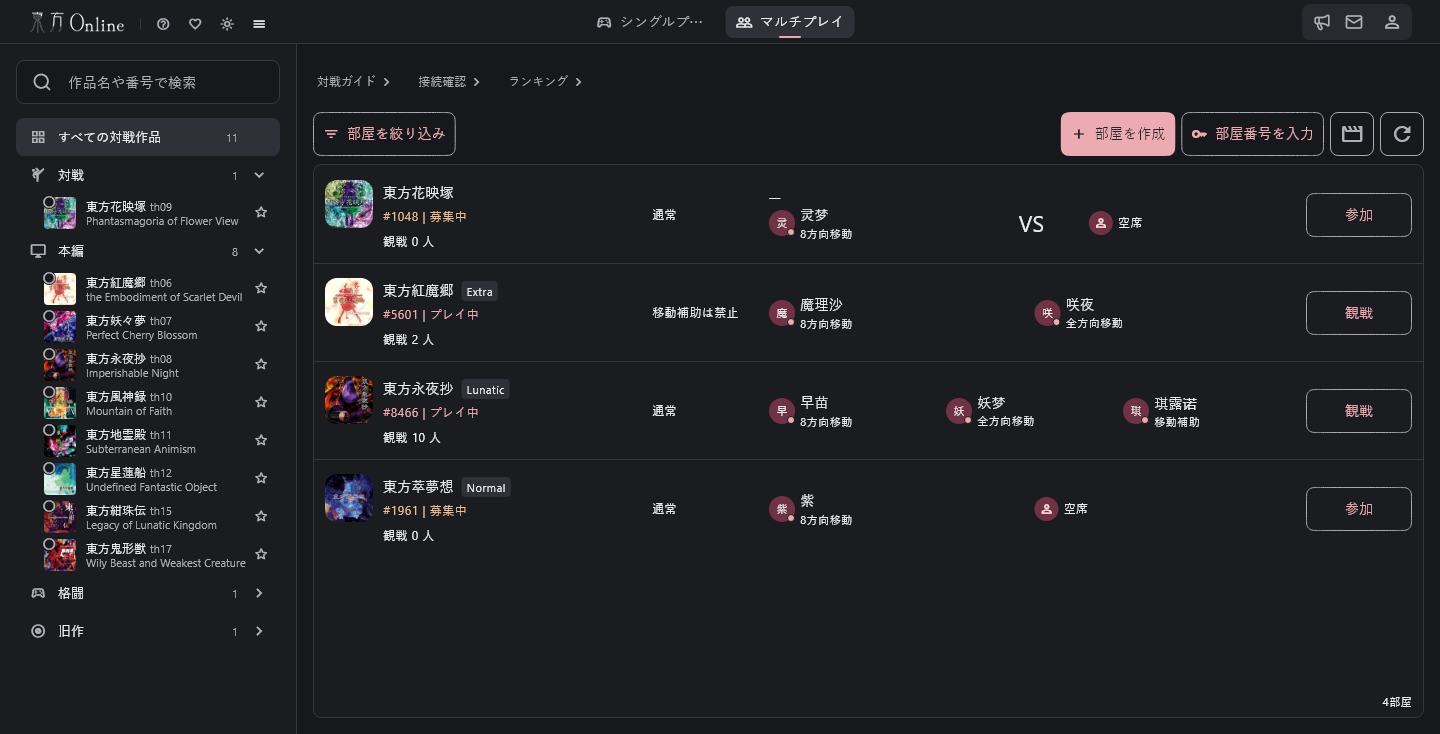 東方Online
シングルプ…
マルチプレイ
作品名や番号で検索
すべての対戦作品 11
対戦 1
東方花映塚 th09
Phantasmagoria of Flower View
本編 8
東方紅魔郷 th06
the Embodiment of Scarlet Devil
東方妖々夢 th07
Perfect Cherry Blossom
東方永夜抄 th08
Imperishable Night
東方風神録 th10
Mountain of Faith
東方地霊殿 th11
Subterranean Animism
東方星蓮船 th12
Undefined Fantastic Object
東方紺珠伝 th15
Legacy of Lunatic Kingdom
東方鬼形獣 th17
Wily Beast and Weakest Creature
格闘 1
旧作 1
対戦ガイド
接続確認
ランキング
部屋を絞り込み
部屋を作成
部屋番号を入力
東方花映塚
#1048 | 募集中
観戦 0 人
通常
—
灵 灵梦
8方向移動
VS
空席
参加
東方紅魔郷 Extra
#5601 | プレイ中
観戦 2 人
移動補助は禁止
魔 魔理沙
8方向移動
咲 咲夜
全方向移動
観戦
東方永夜抄 Lunatic
#8466 | プレイ中
観戦 10 人
通常
早 早苗
8方向移動
妖 妖梦
全方向移動
琪 琪露诺
移動補助
観戦
東方萃夢想 Normal
#1961 | 募集中
観戦 0 人
通常
紫 紫
8方向移動
空席
参加
4部屋